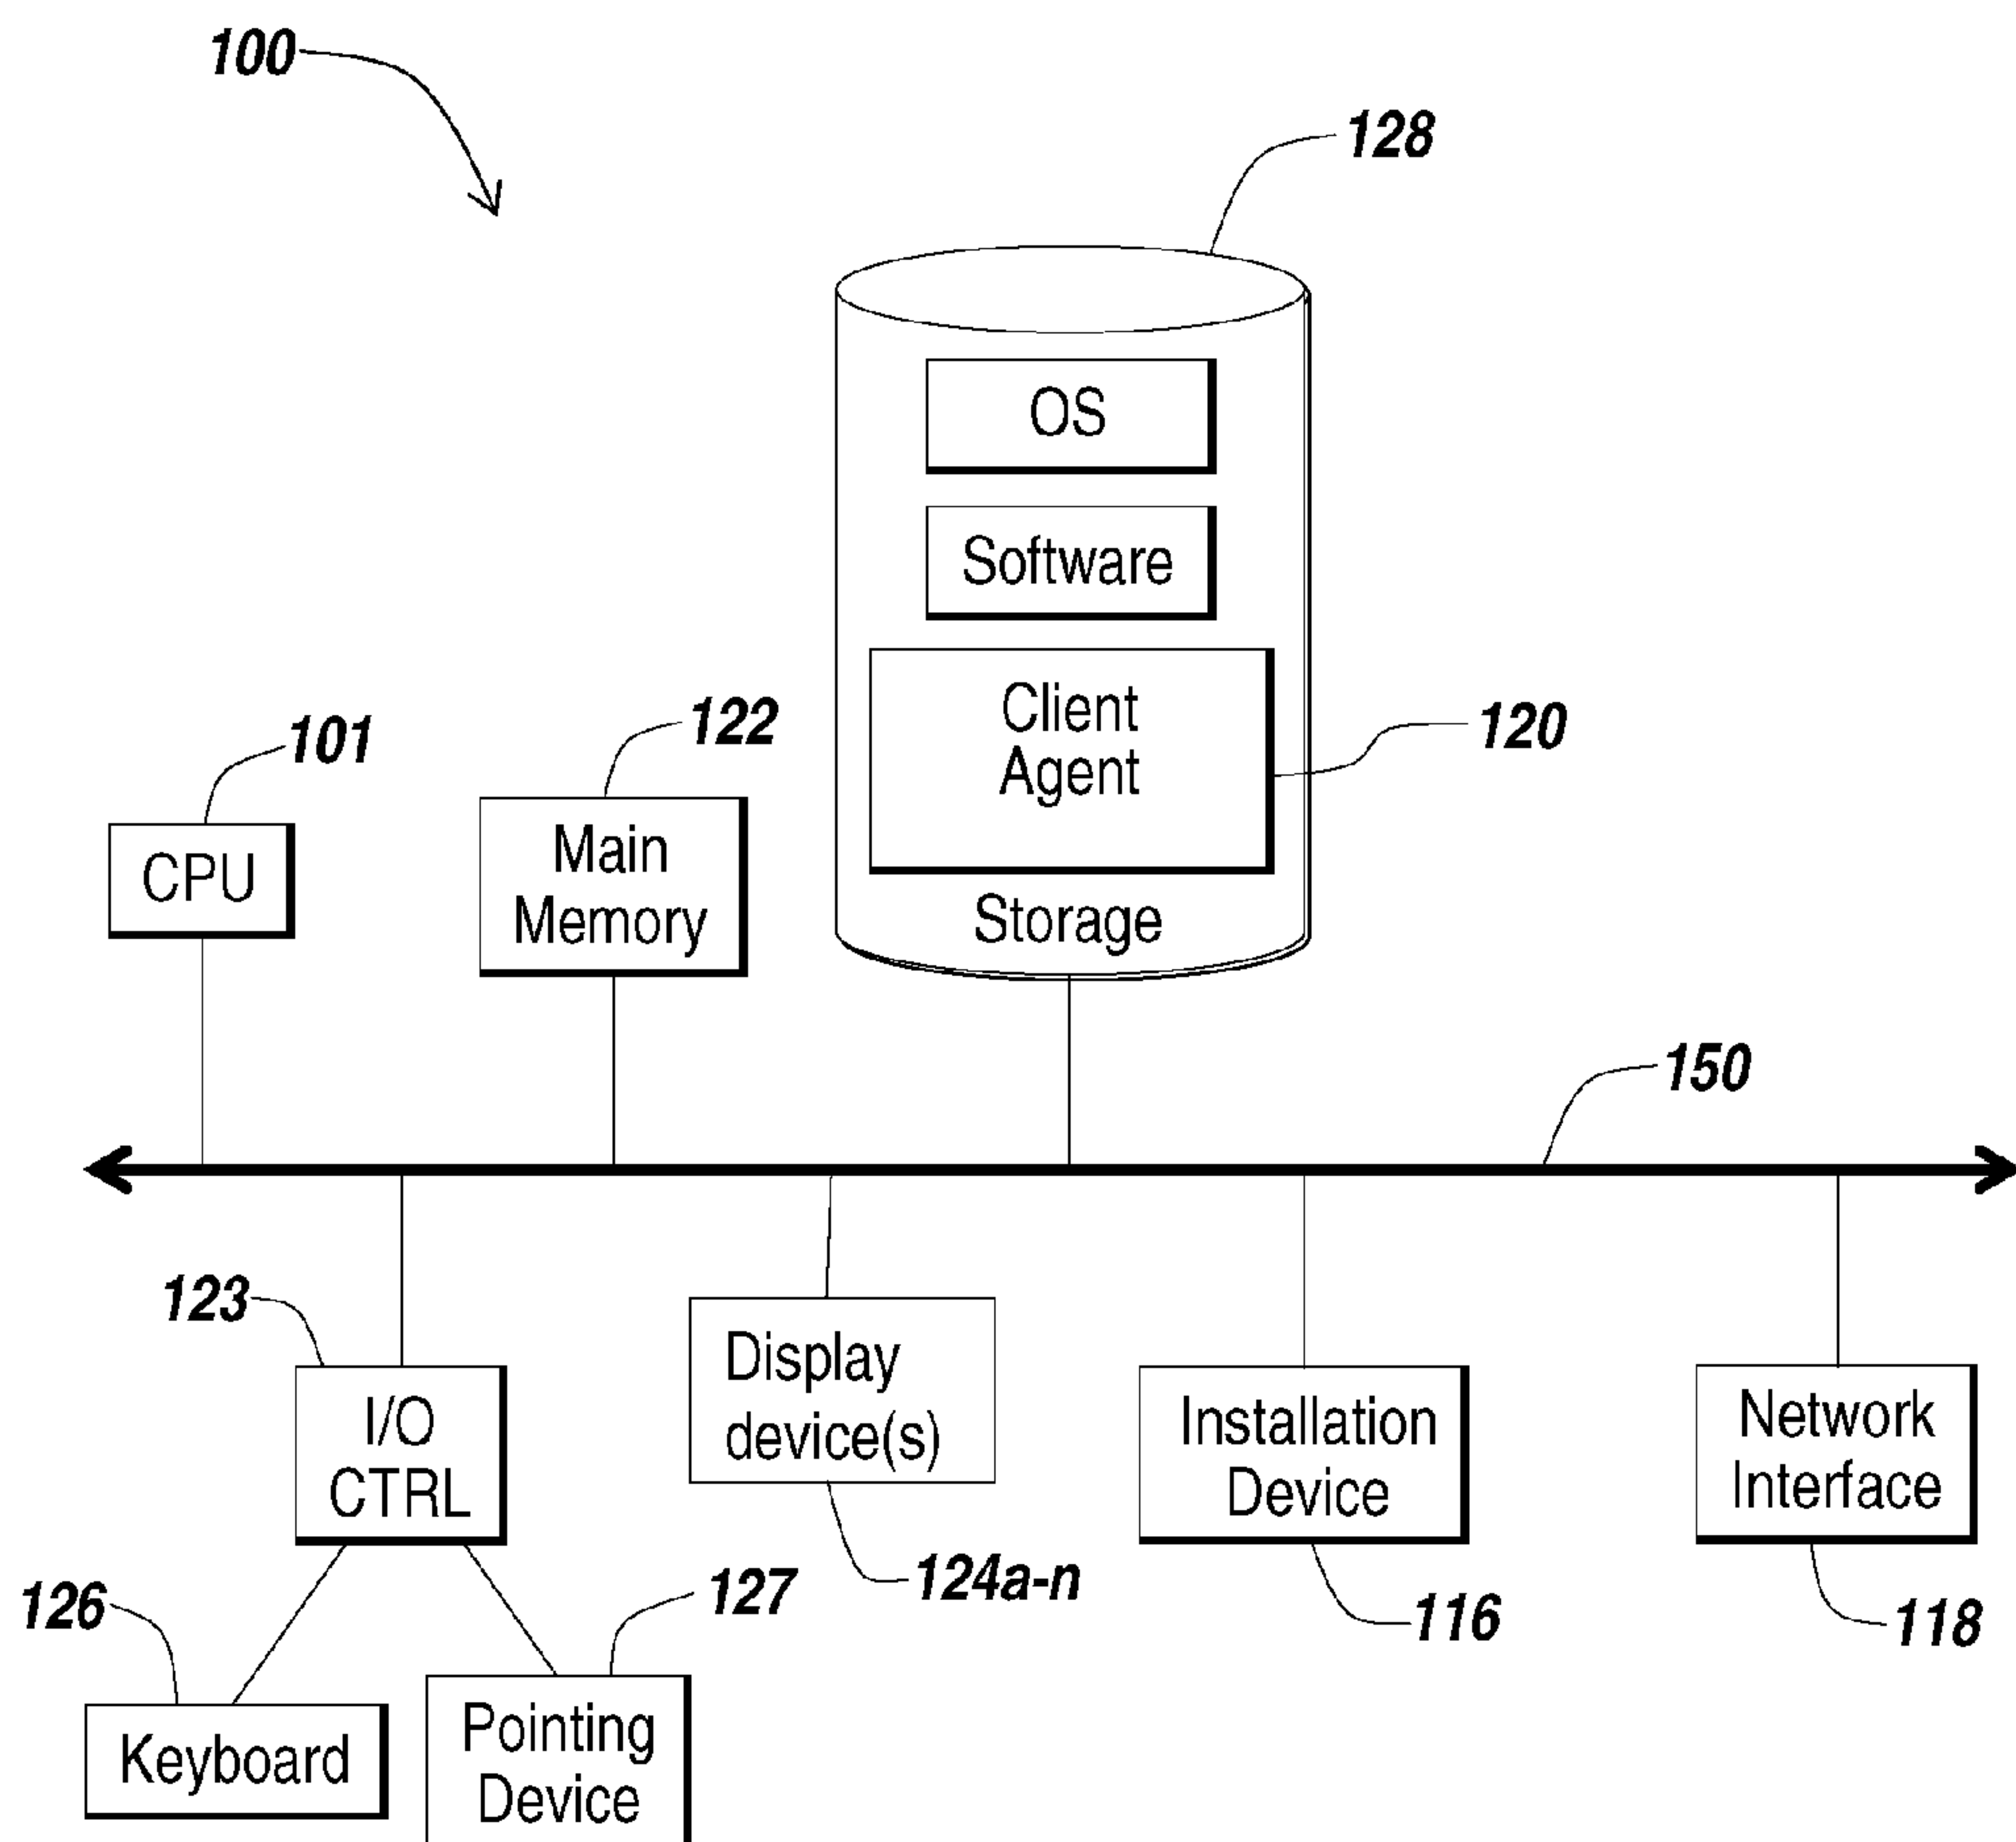 100
128
OS
Software
Client
Agent
120
Storage
101
CPU
122
Main
Memory
150
123
I/O
CTRL
Display
device(s)
124a-n
Installation
Device
116
Network
Interface
118
126
Keyboard
127
Pointing
Device